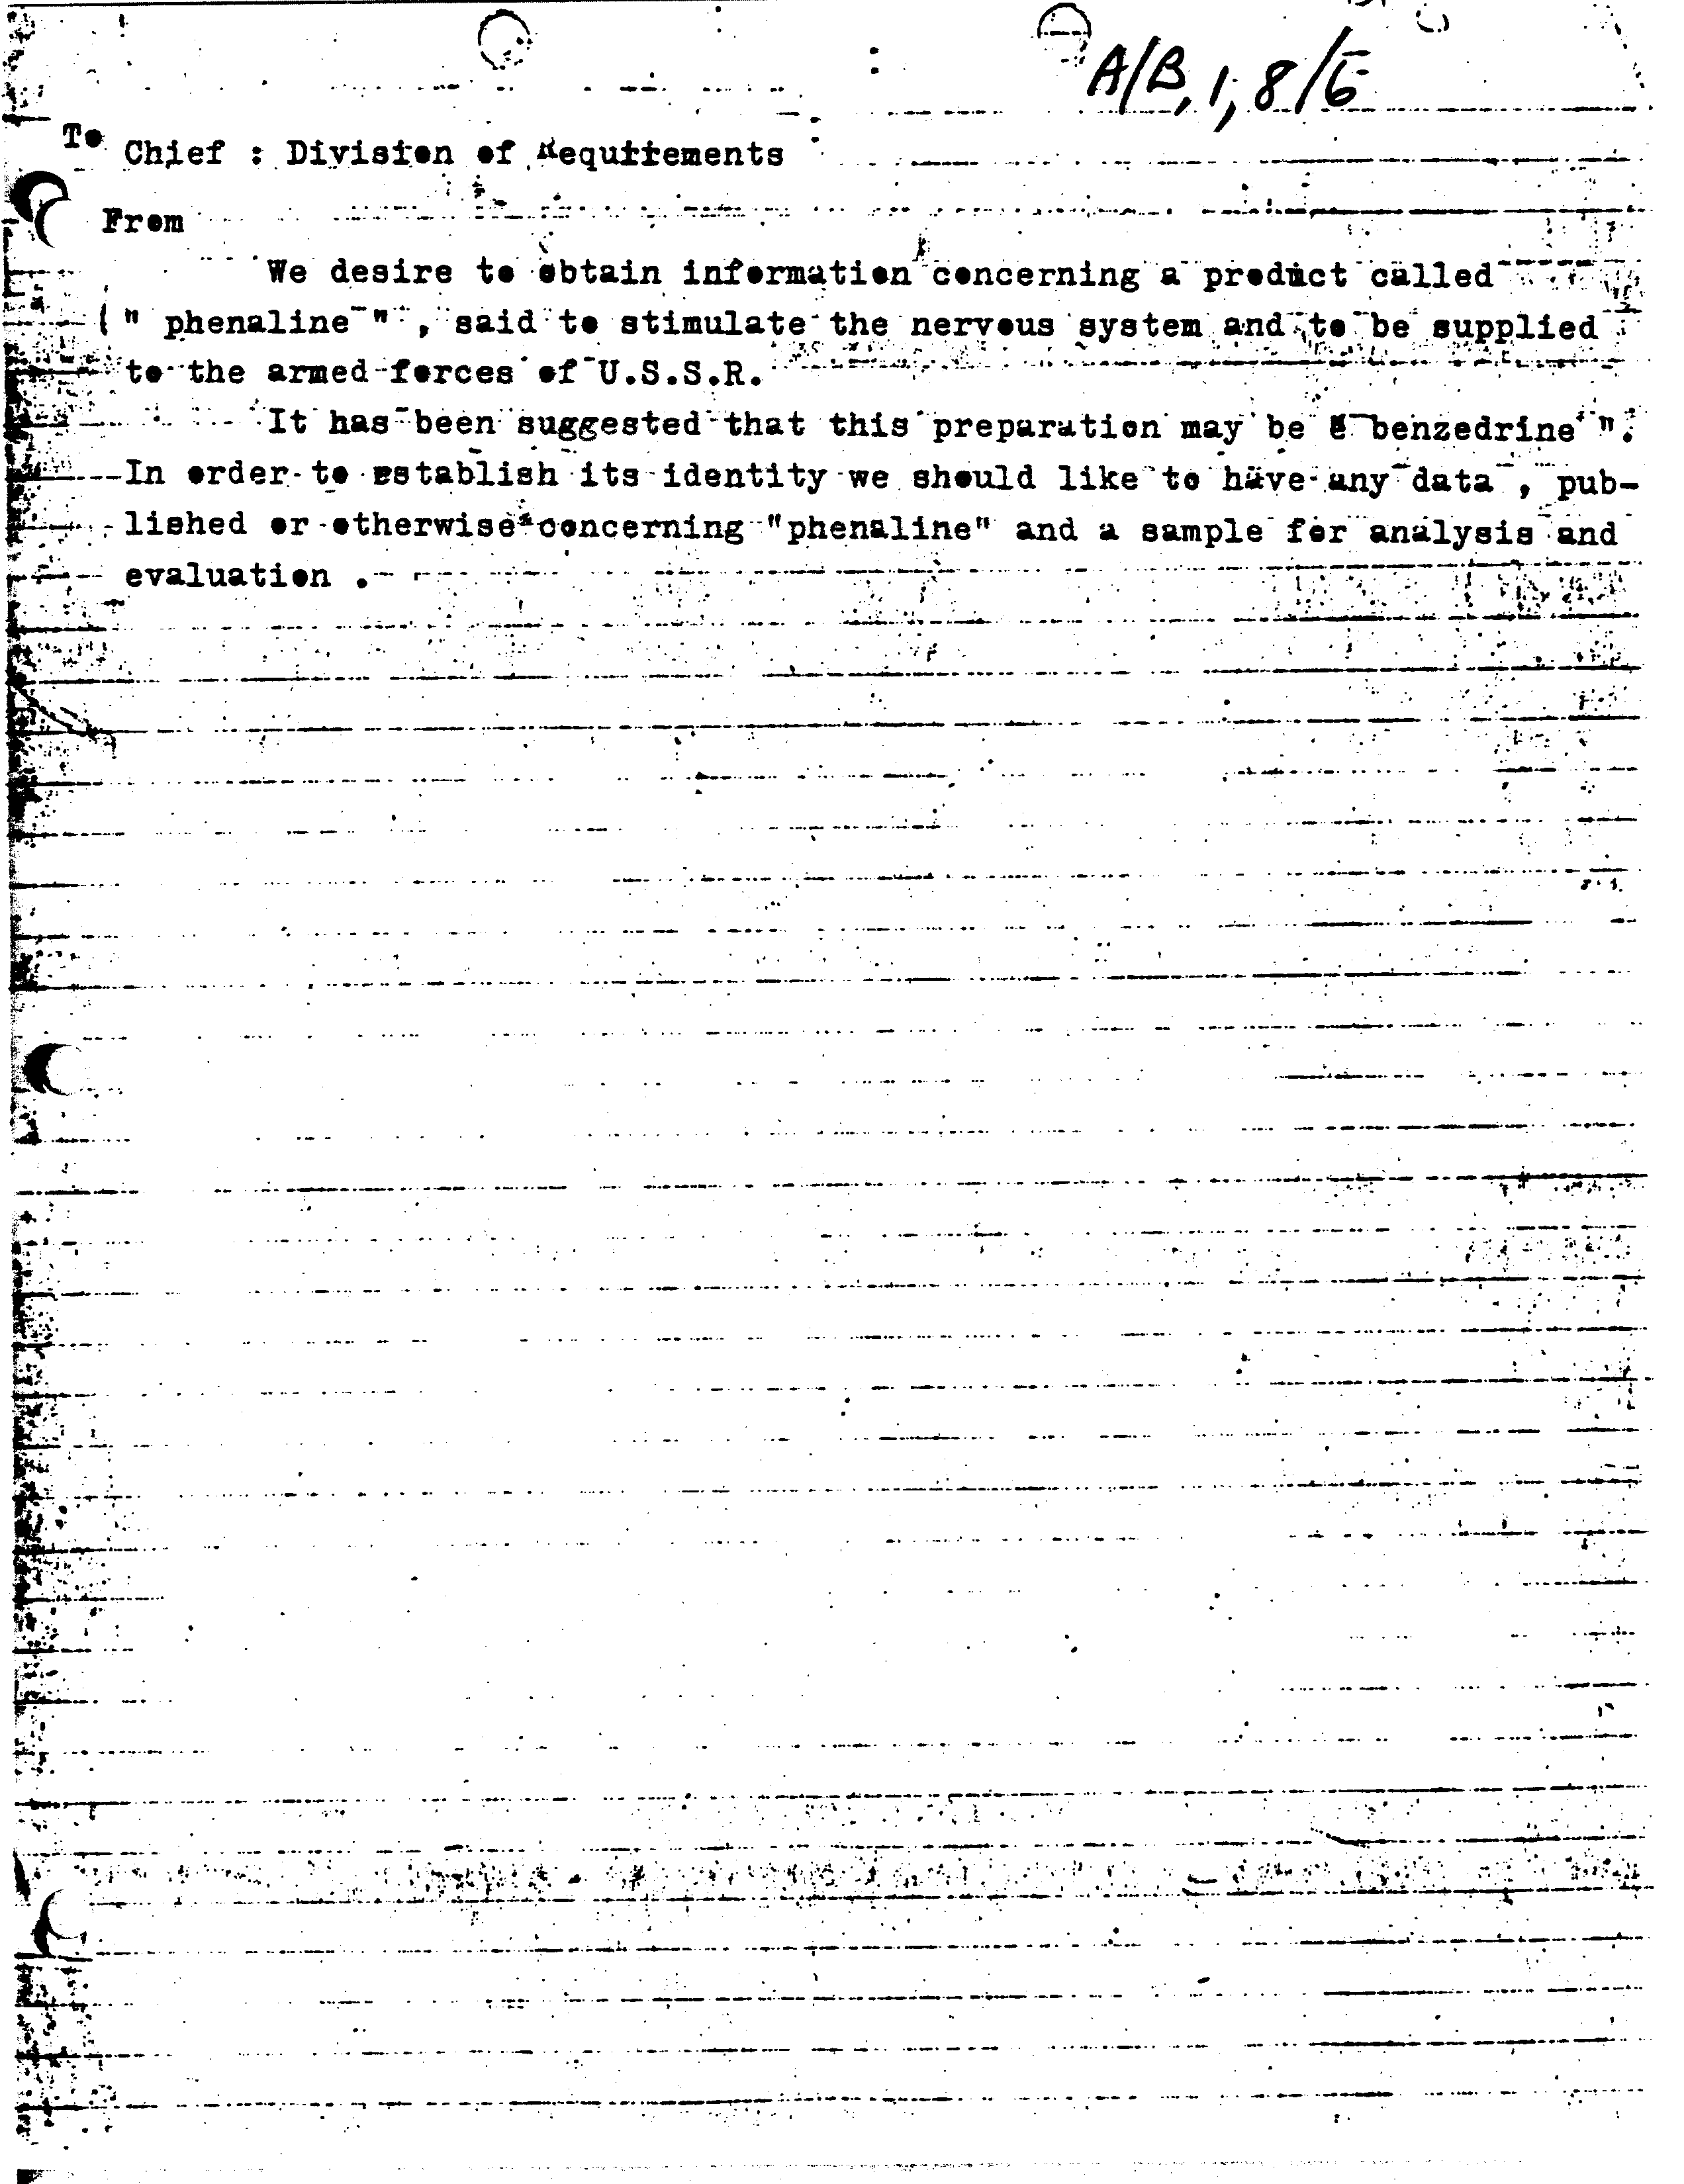 A/B, 1, 8/6
To
Chief : Division of Requirements
From
We desire to obtain information concerning a product called
" phenaline " , said to stimulate the nervous system and to be supplied
to the armed forces of U.S.S.R.
It has been suggested that this preparation may be " benzedrine ".
In order to establish its identity we should like to have any data , pub-
lished or otherwise concerning "phenaline" and a sample for analysis and
evaluation .